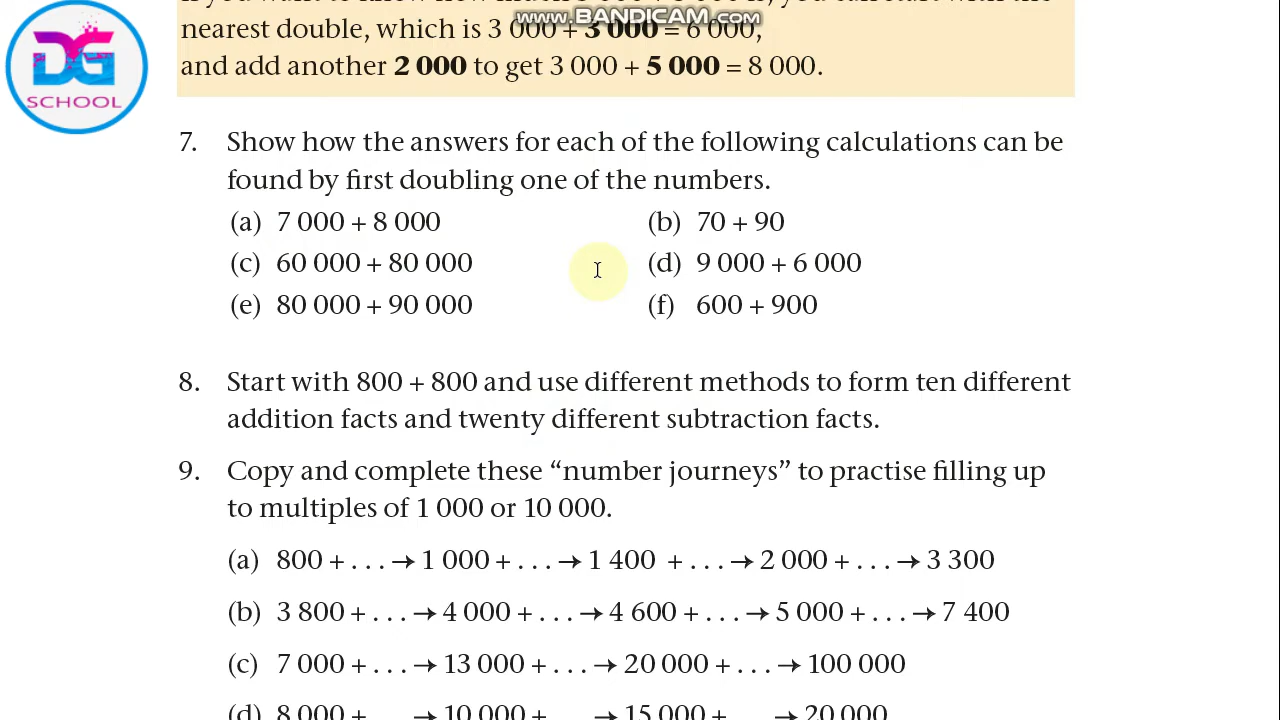 www.BANDICAM.com
nearest double, which is 3 000 + 3 000 = 6 000,
and add another 2 000 to get 3 000 + 5 000 = 8 000.
DG
SCHOOL
7. Show how the answers for each of the following calculations can be
found by first doubling one of the numbers.
(a) 7 000 + 8 000 (b) 70 + 90
(c) 60 000 + 80 000 (d) 9 000 + 6 000
(e) 80 000 + 90 000 (f) 600 + 900
8. Start with 800 + 800 and use different methods to form ten different
addition facts and twenty different subtraction facts.
9. Copy and complete these “number journeys” to practise filling up
to multiples of 1 000 or 10 000.
(a) 800 + . . . → 1 000 + . . . → 1 400 + . . . → 2 000 + . . . → 3 300
(b) 3 800 + . . . → 4 000 + . . . → 4 600 + . . . → 5 000 + . . . → 7 400
(c) 7 000 + . . . → 13 000 + . . . → 20 000 + . . . → 100 000
(d) 8 000 + . . . → 10 000 + . . . → 15 000 + . . . → 20 000